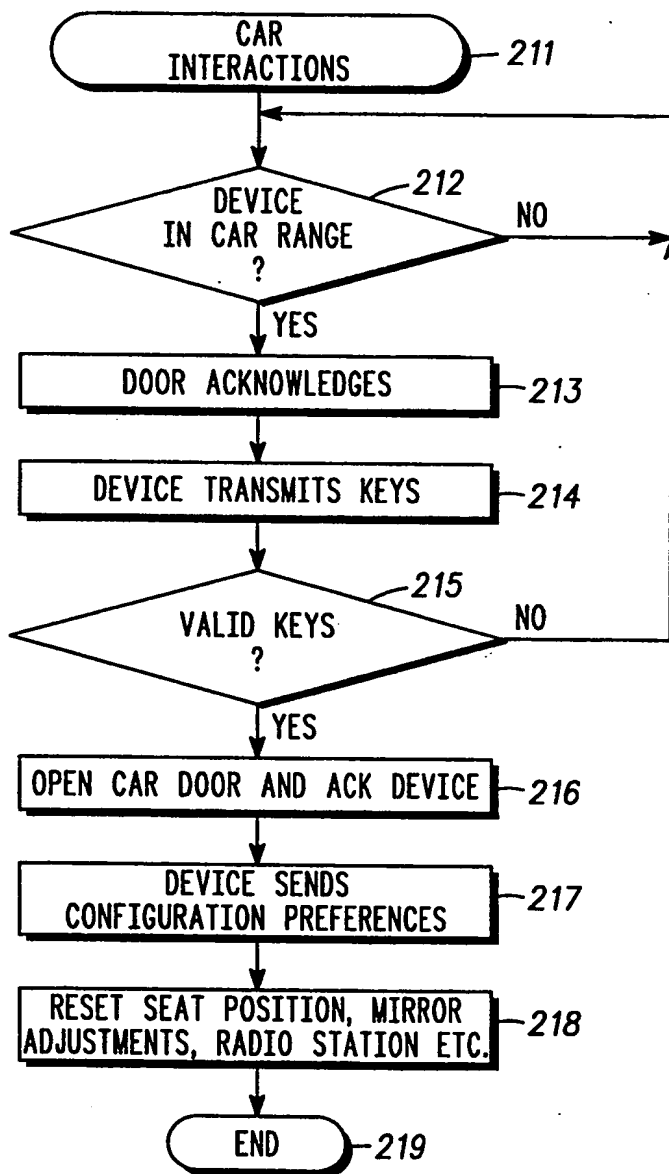 CAR
INTERACTIONS
211
212
DEVICE
IN CAR RANGE
?
NO
YES
DOOR ACKNOWLEDGES
213
DEVICE TRANSMITS KEYS
214
215
VALID KEYS
?
NO
YES
OPEN CAR DOOR AND ACK DEVICE
216
DEVICE SENDS
CONFIGURATION PREFERENCES
217
RESET SEAT POSITION, MIRROR
ADJUSTMENTS, RADIO STATION ETC.
218
END
219